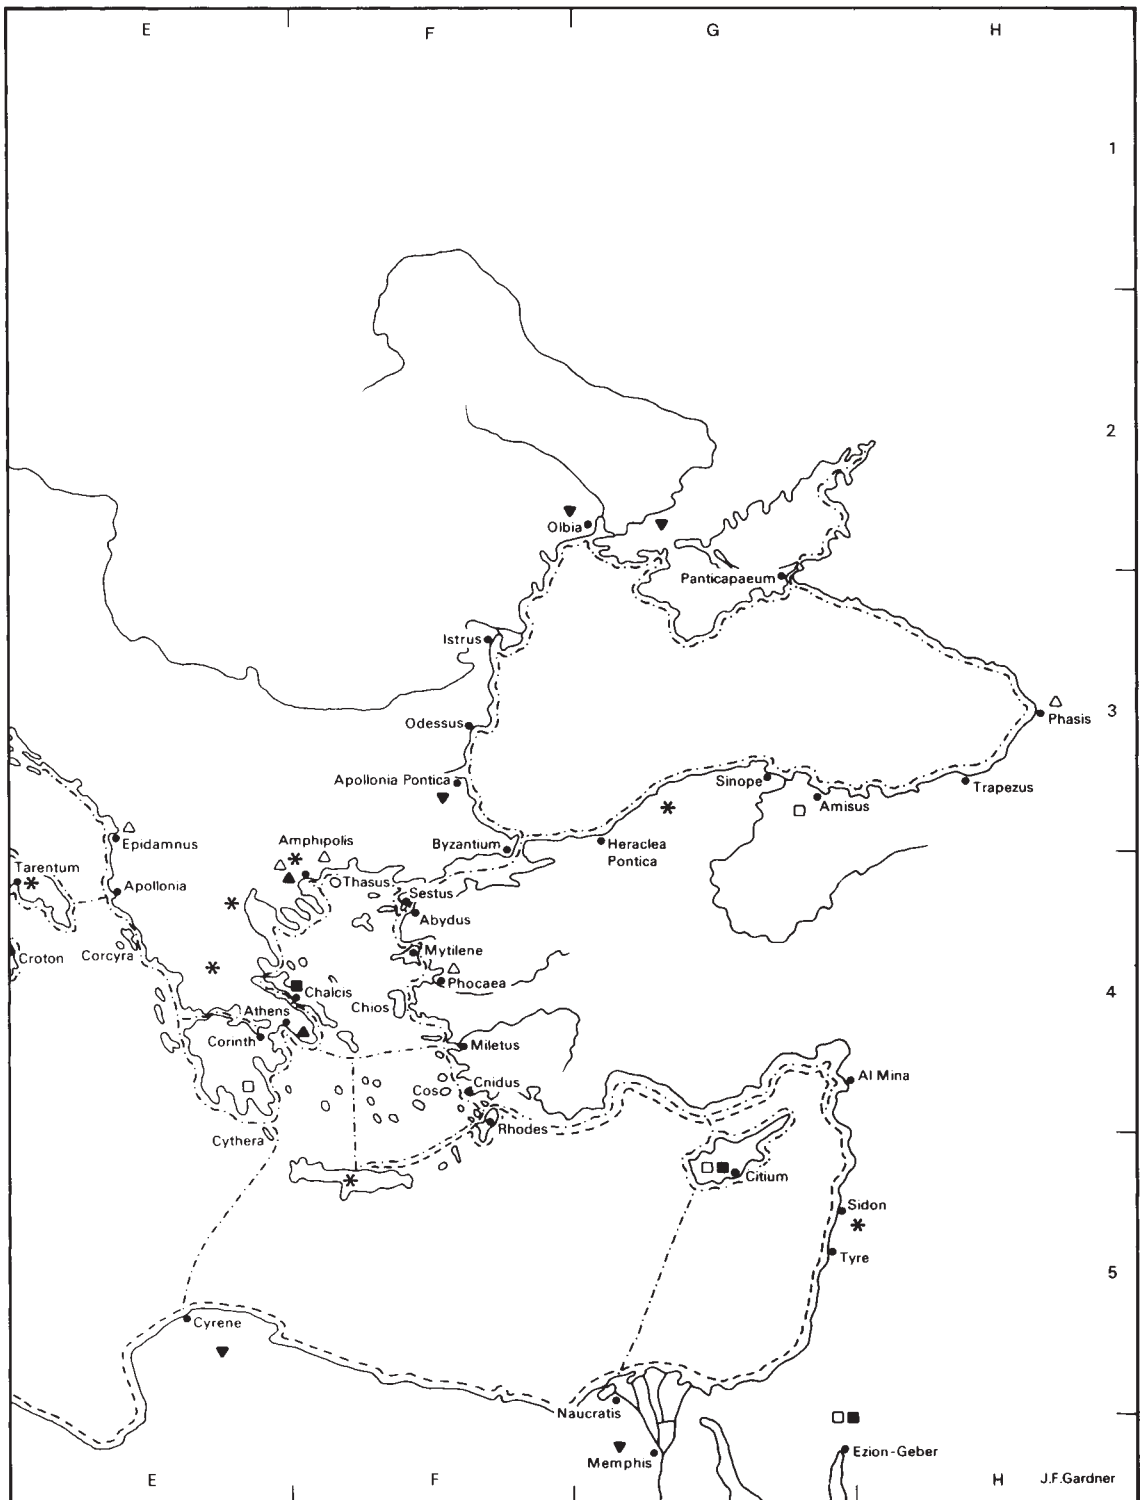 E
F
G
H
1
2
Olbia
Panticapaeum
Istrus
3
Phasis
Odessus
Apollonia Pontica
Sinope
Trapezus
Amisus
Epidamnus
Amphipolis
Byzantium
Heraclea
Pontica
Tarentum
Apollonia
Thasus
Sestus
Abydus
Croton
Corcyra
Mytilene
Phocaea
4
Chalcis
Chios
Athens
Corinth
Miletus
Al Mina
Cnidus
Cos
Rhodes
Cythera
Citium
Sidon
Tyre
5
Cyrene
Naucratis
Memphis
Ezion-Geber
E
F
H
J.F.Gardner